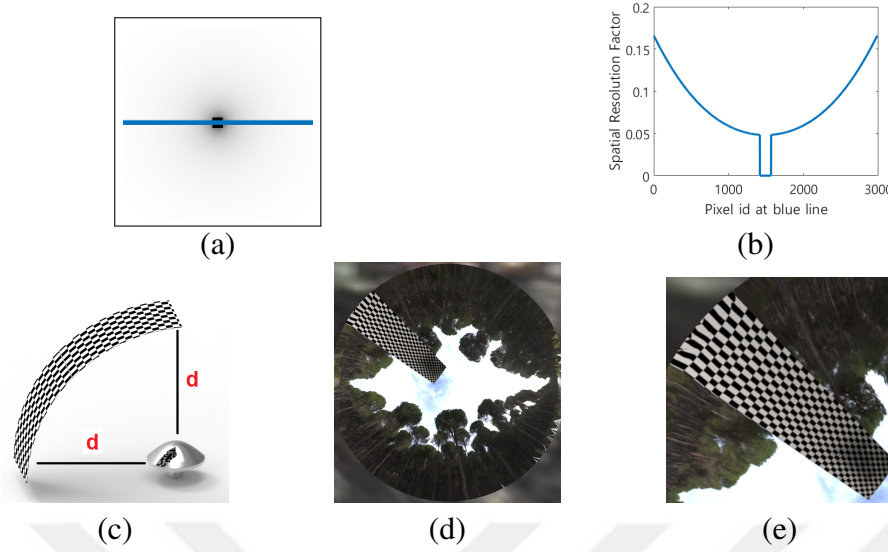 0.2
0.15
0.1
0.05
0
0
1000
2000
3000
Spatial Resolution Factor
Pixel id at blue line
(a)
(b)
d
d
(c)
(d)
(e)